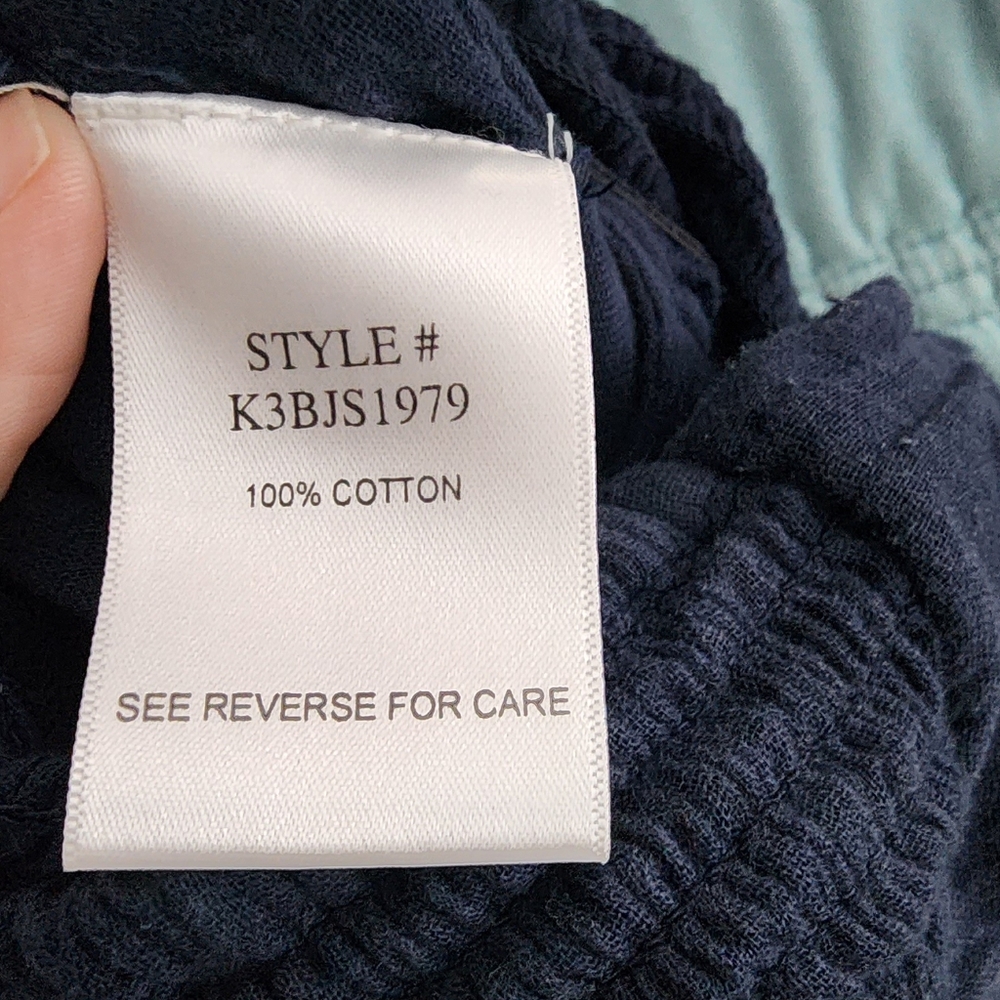 STYLE #
K3BJS1979
100% COTTON
SEE REVERSE FOR CARE